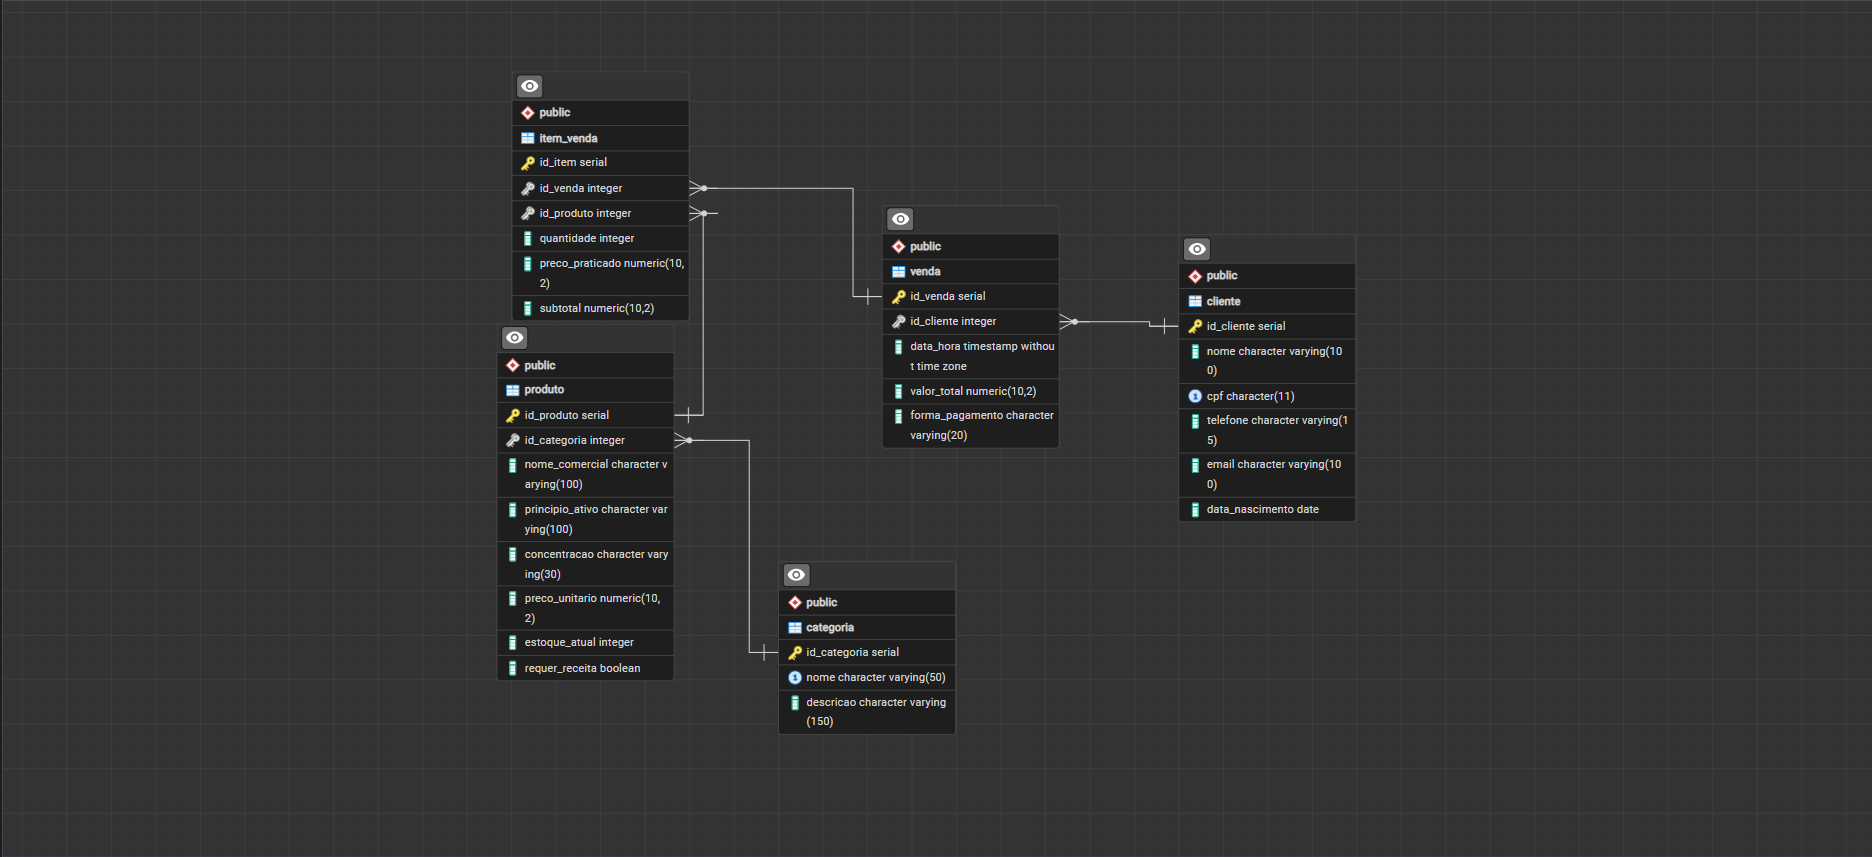 public
item_venda
id_item serial
id_venda integer
id_produto integer
quantidade integer
preco_praticado numeric(10,
2)
subtotal numeric(10,2)
public
produto
id_produto serial
id_categoria integer
nome_comercial character v
arying(100)
principio_ativo character var
ying(100)
concentracao character vary
ing(30)
preco_unitario numeric(10,
2)
estoque_atual integer
requer_receita boolean
public
venda
id_venda serial
id_cliente integer
data_hora timestamp withou
t time zone
valor_total numeric(10,2)
forma_pagamento character
varying(20)
public
cliente
id_cliente serial
nome character varying(10
0)
1
cpf character(11)
telefone character varying(1
5)
email character varying(10
0)
data_nascimento date
public
categoria
id_categoria serial
1
nome character varying(50)
descricao character varying
(150)